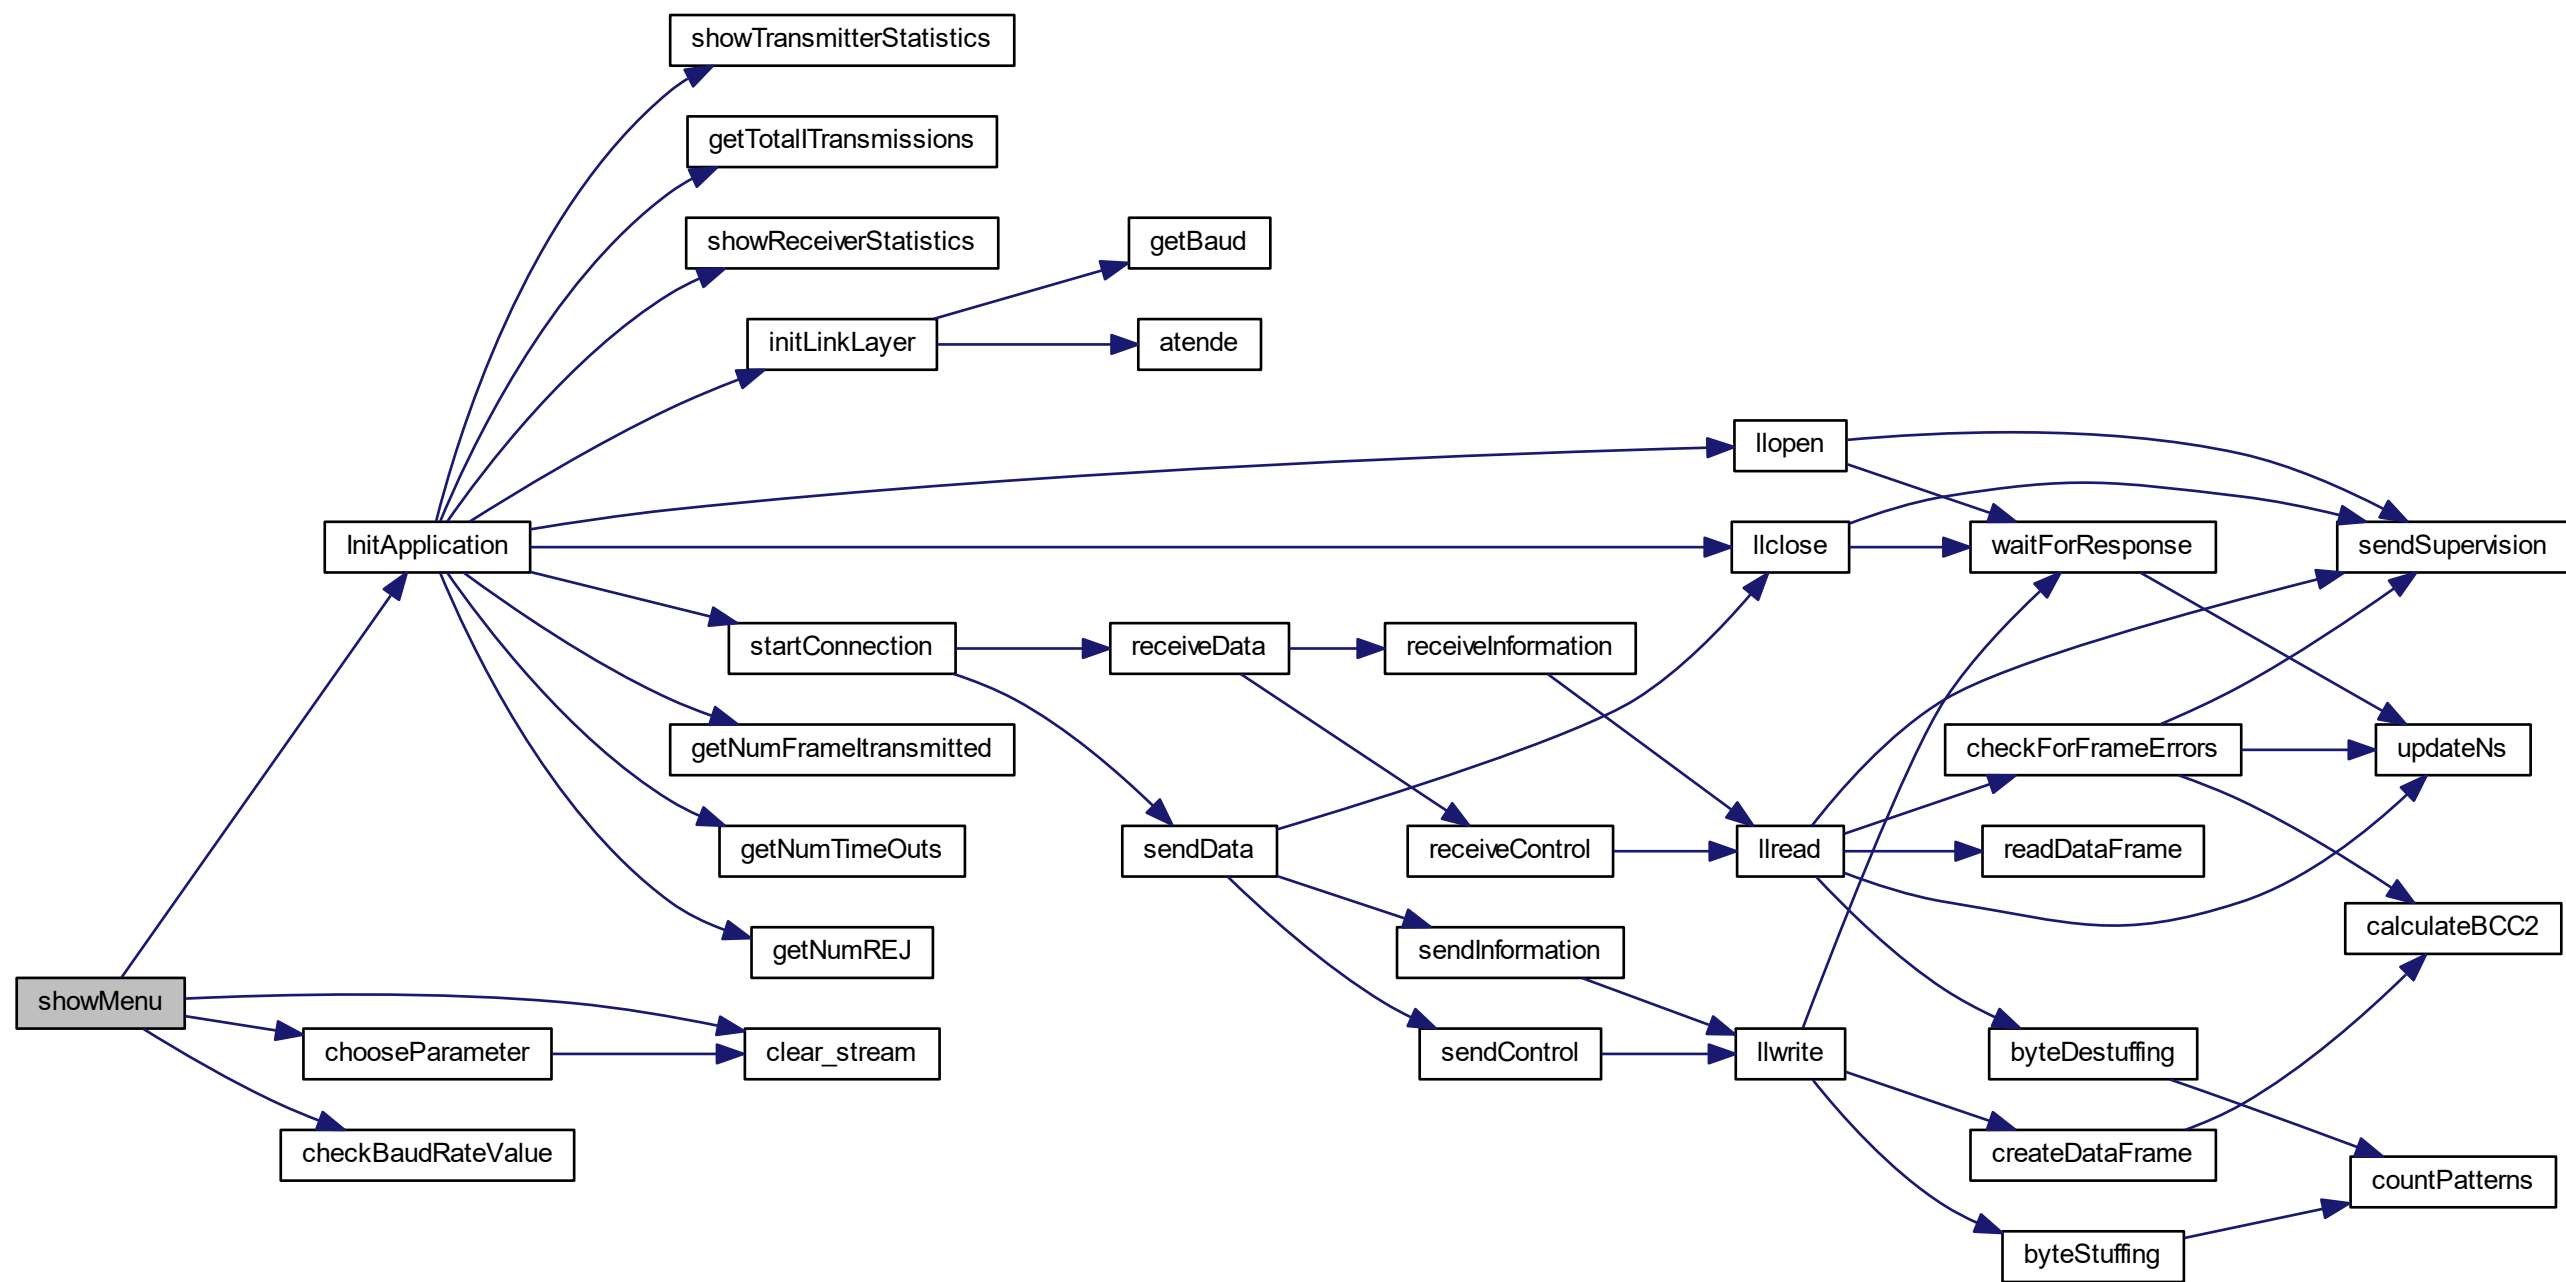 showTransmitterStatistics
getTotalITransmissions
showReceiverStatistics
getBaud
initLinkLayer
atende
llopen
InitApplication
llclose
waitForResponse
sendSupervision
startConnection
receiveData
receiveInformation
getNumFrameItransmitted
checkForFrameErrors
updateNs
getNumTimeOuts
sendData
receiveControl
llread
readDataFrame
calculateBCC2
getNumREJ
sendInformation
showMenu
chooseParameter
clear_stream
sendControl
llwrite
byteDestuffing
checkBaudRateValue
createDataFrame
countPatterns
byteStuffing